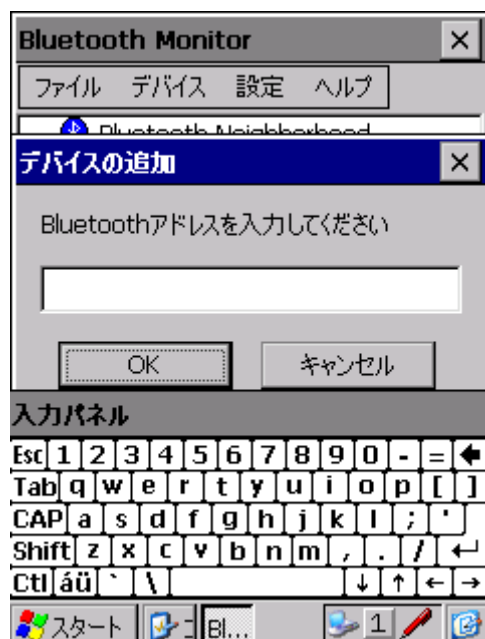 Bluetooth Monitor
ファイル デバイス 設定 ヘルプ
Bluetooth Neighborhood
デバイスの追加
Bluetoothアドレスを入力してください
OK キャンセル
入力パネル
Esc 1 2 3 4 5 6 7 8 9 0 - =
Tab q w e r t y u i o p [ ]
CAP a s d f g h j k l ; '
Shift z x c v b n m , . /
Ctl áü ` \ ↓ ↑ ← →
スタート Bl... 1